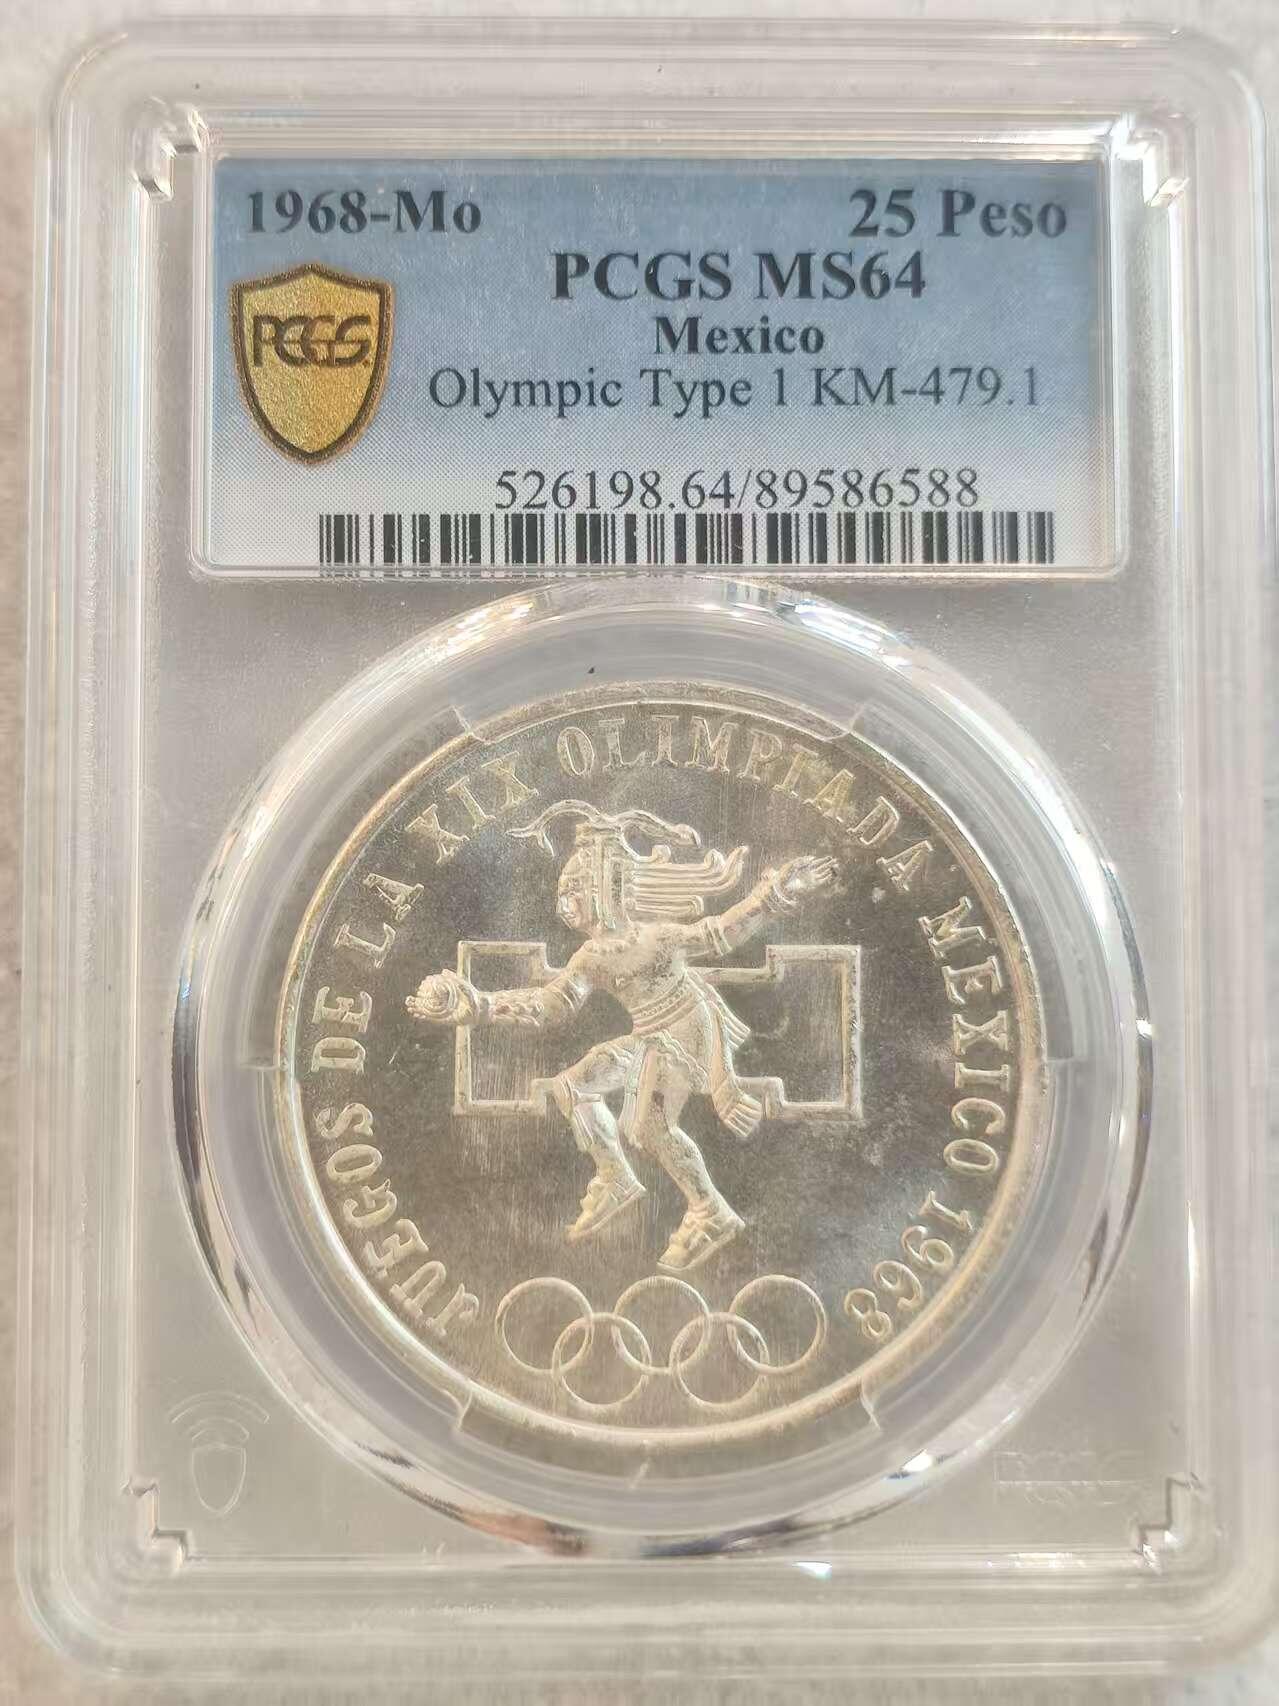 1968-Mo 25 Peso
PCGS MS64
Mexico
PCGS
Olympic Type 1 KM-479.1
526198.64/89586588
JUEGOS DE LA XIX OLIMPIADA MEXICO 1968